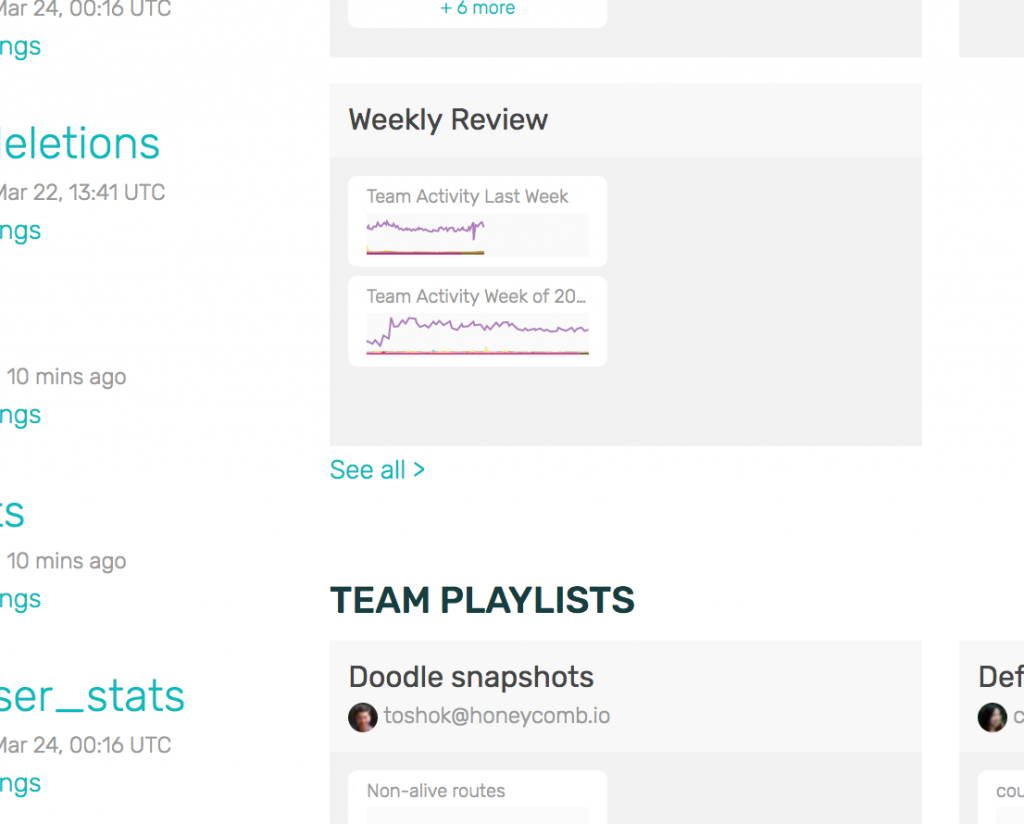 Mar 24, 00:16 UTC
ngs
eletions
Mar 22, 13:41 UTC
ngs
10 mins ago
ngs
ts
10 mins ago
ngs
ser_stats
Mar 24, 00:16 UTC
ngs
+ 6 more
Weekly Review
Team Activity Last Week
Team Activity Week of 20...
See all >
TEAM PLAYLISTS
Doodle snapshots
toshok@honeycomb.io
Non-alive routes
Def
c
cou